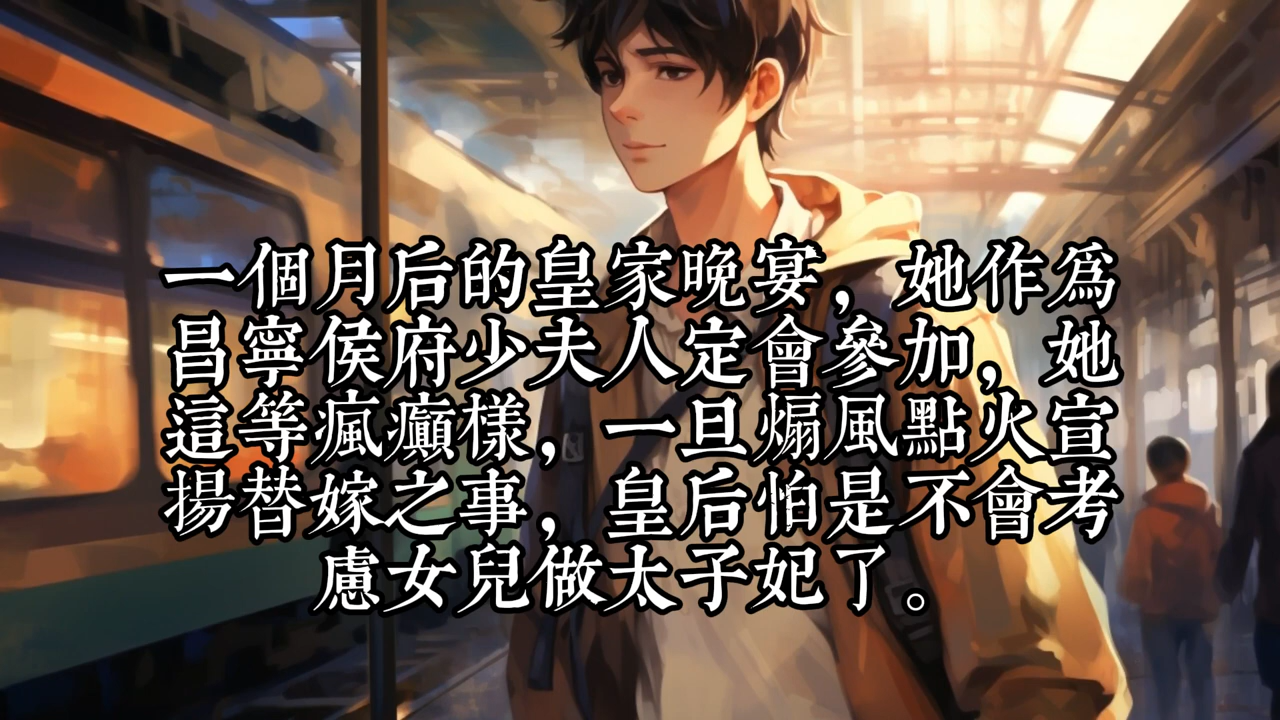 一個月后的皇家晚宴，她作爲
昌寧侯府少夫人定會參加，她
這等瘋癲樣，一旦煽風點火宣
揚替嫁之事，皇后怕是不會考
慮女兒做太子妃了。